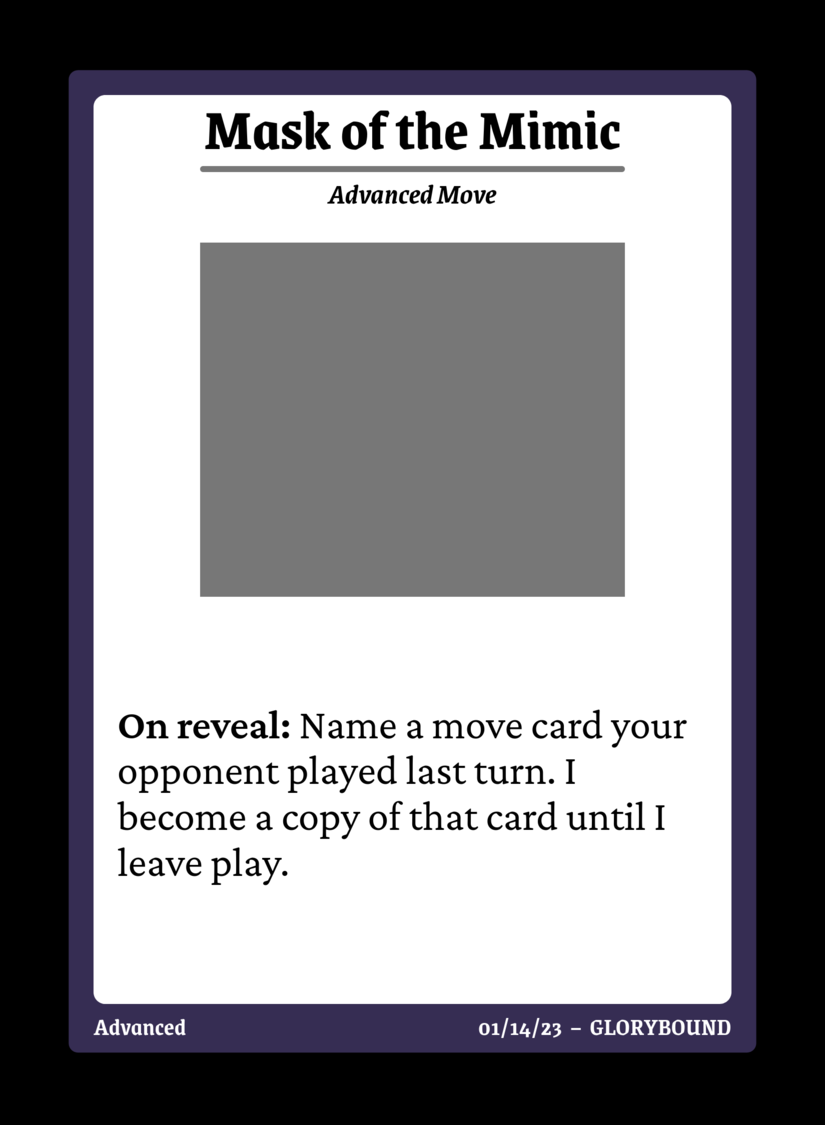 Mask of the Mimic
Advanced Move
On reveal: Name a move card your
opponent played last turn. I
become a copy of that card until I
leave play.
Advanced
01/14/23 – GLORYBOUND